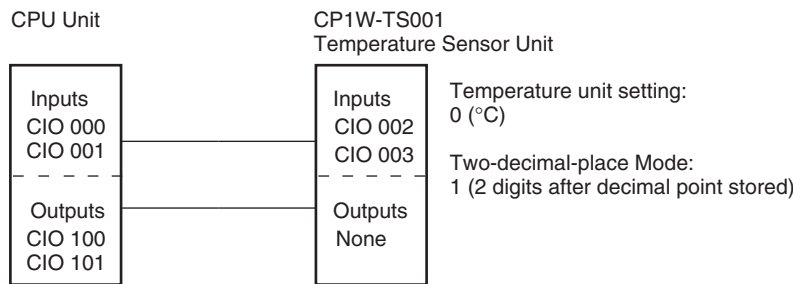 CPU Unit
CP1W-TS001
Temperature Sensor Unit
Inputs
CIO 000
CIO 001
Outputs
CIO 100
CIO 101
Inputs
CIO 002
CIO 003
Outputs
None
Temperature unit setting:
0 (°C)
Two-decimal-place Mode:
1 (2 digits after decimal point stored)